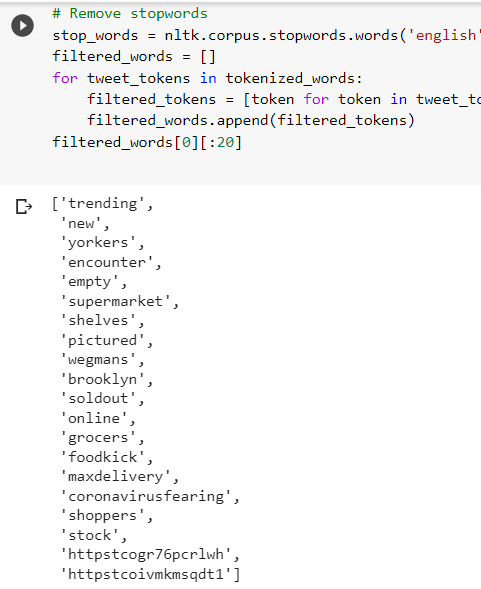 # Remove stopwords
stop_words = nltk.corpus.stopwords.words('english'
filtered_words = []
for tweet_tokens in tokenized_words:
    filtered_tokens = [token for token in
    filtered_words.append(filtered_tokens)
filtered_words[0][:20]
['trending',
 'new',
 'yorkers',
 'encounter',
 'empty',
 'supermarket',
 'shelves',
 'pictured',
 'wegmans',
 'brooklyn',
 'soldout',
 'online',
 'grocers',
 'foodkick',
 'maxdelivery',
 'coronavirusfearing',
 'shoppers',
 'stock',
 'httpstcogr76pcrlwh',
 'httpstcoivmkmsqdt1']